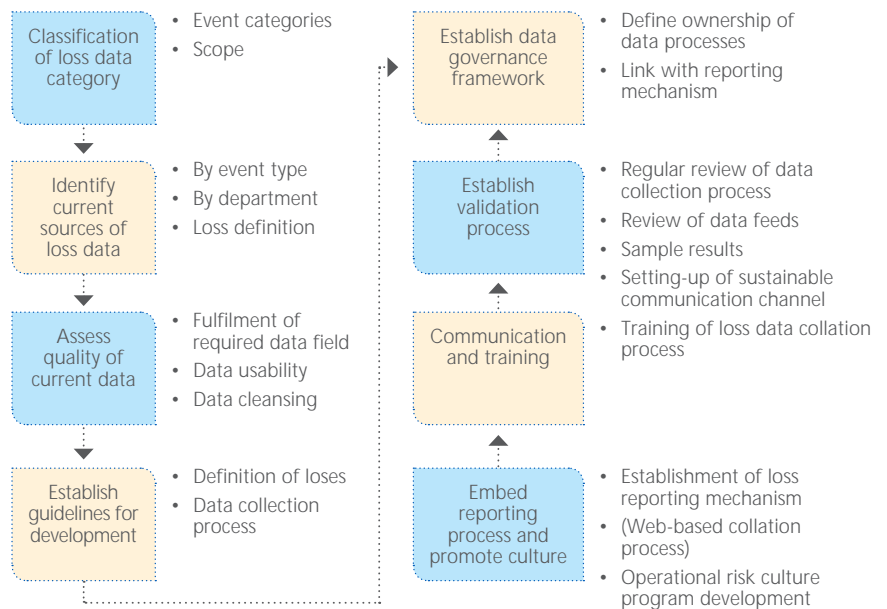 Classification
of loss data
category
• Event categories
• Scope
Identify
current
sources of
loss data
• By event type
• By department
• Loss definition
Assess
quality of
current data
• Fulfilment of
required data field
• Data usability
• Data cleansing
Establish
guidelines for
development
• Definition of loses
• Data collection
process
Establish data
governance
framework
• Define ownership of
data processes
• Link with reporting
mechanism
Establish
validation
process
• Regular review of data
collection process
• Review of data feeds
• Sample results
• Setting-up of sustainable
communication channel
• Training of loss data collation
process
Communication
and training
Embed
reporting
process and
promote culture
• Establishment of loss
reporting mechanism
• (Web-based collation
process)
• Operational risk culture
program development